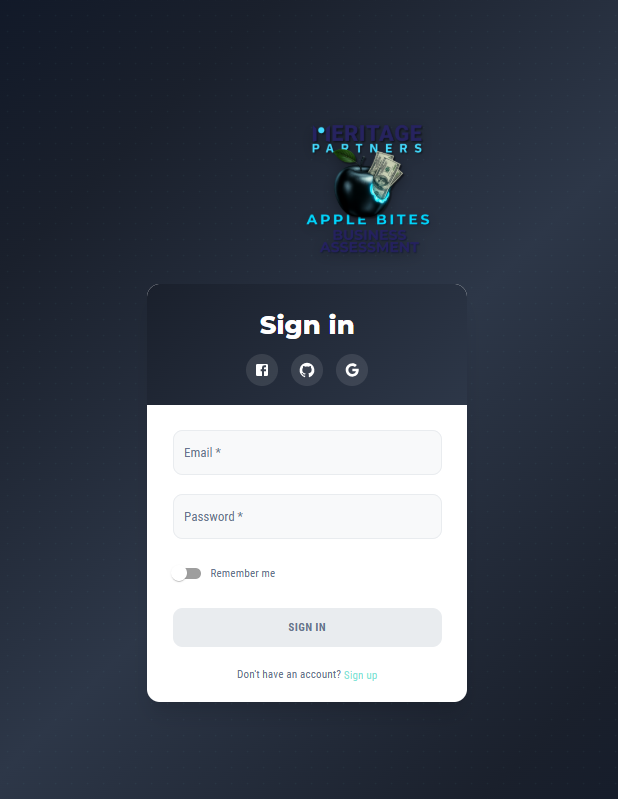 MERITAGE
PARTNERS
APPLE BITES
BUSINESS
ASSESSMENT
Sign in
Email *
Password *
Remember me
SIGN IN
Don't have an account? Sign up